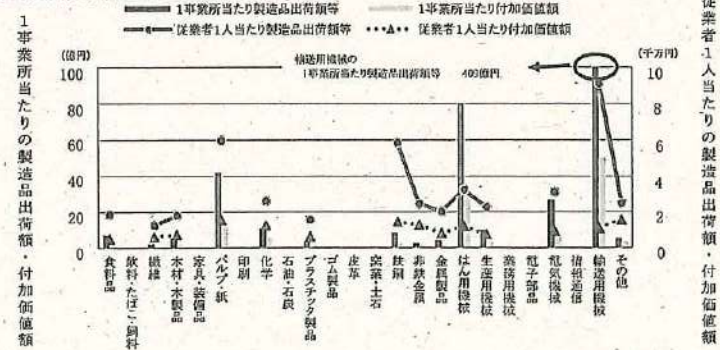 1事業所当たり製造品出荷額等
1事業所当たり付加価値額
従業者1人当たり製造品出荷額等
従業者1人当たり付加価値額
1事業所当たりの製造品出荷額・付加価値額
従業者1人当たりの製造品出荷額・付加価値額
(億円)
(千万円)
輸送用機械の
1事業所当たり製造品出荷額等 409億円
100
80
60
40
20
0
10
8
6
4
2
0
食料品
飲料・たばこ・飼料
繊維
木材・木製品
家具・装備品
パルプ・紙
印刷
化学
石油・石炭
プラスチック製品
ゴム製品
皮革
窯業・土石
鉄鋼
非鉄金属
金属製品
はん用機械
生産用機械
業務用機械
電子部品
電気機械
情報通信
輸送用機械
その他